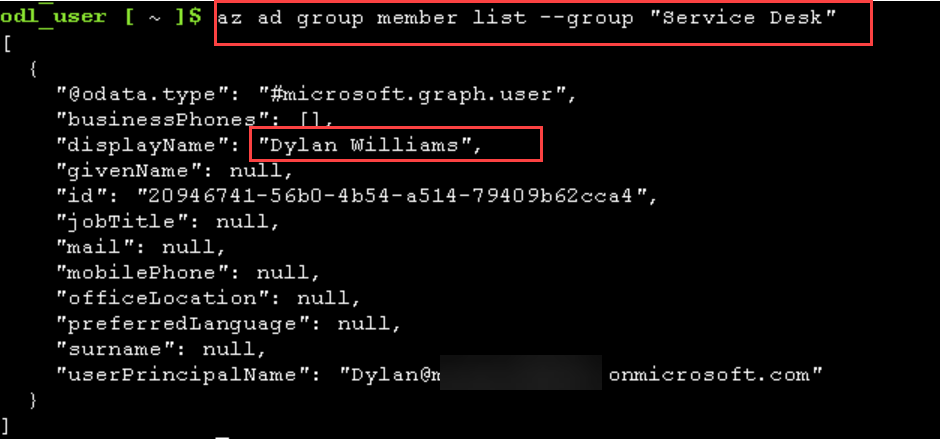 odl_user [ ~ ]$ az ad group member list --group "Service Desk"
[
{
"@odata.type": "#microsoft.graph.user",
"businessPhones": [],
"displayName": "Dylan Williams",
"givenName": null,
"id": "20946741-56b0-4b54-a514-79409b62cca4",
"jobTitle": null,
"mail": null,
"mobilePhone": null,
"officeLocation": null,
"preferredLanguage": null,
"surname": null,
"userPrincipalName": "Dylan@ onmicrosoft.com"
}
]